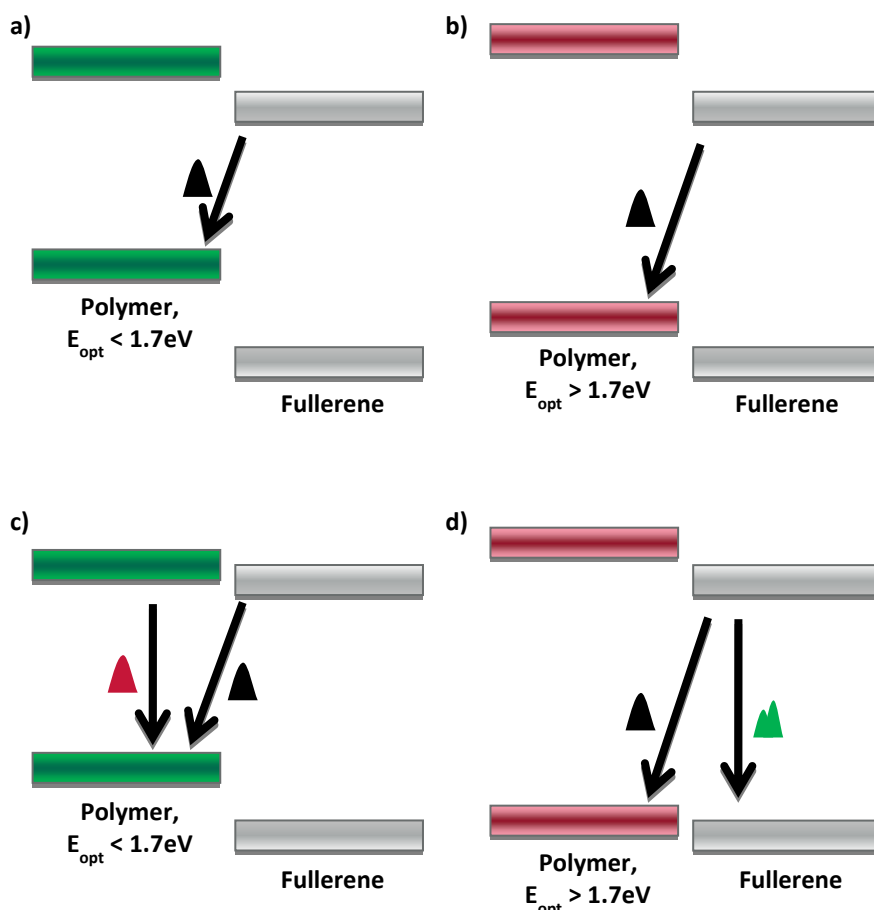 a)
Polymer,
E_opt < 1.7eV
Fullerene
b)
Polymer,
E_opt > 1.7eV
Fullerene
c)
Polymer,
E_opt < 1.7eV
Fullerene
d)
Polymer,
E_opt > 1.7eV
Fullerene